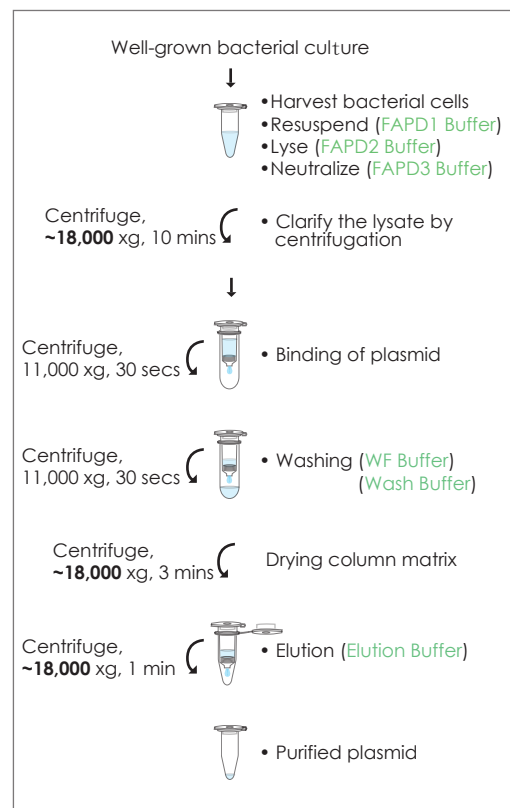 Well-grown bacterial culture
•Harvest bacterial cells
•Resuspend (FAPD1 Buffer)
•Lyse (FAPD2 Buffer)
•Neutralize (FAPD3 Buffer)
Centrifuge,
~18,000 xg, 10 mins
• Clarify the lysate by
centrifugation
Centrifuge,
11,000 xg, 30 secs
• Binding of plasmid
Centrifuge,
11,000 xg, 30 secs
• Washing (WF Buffer)
(Wash Buffer)
Centrifuge,
~18,000 xg, 3 mins
Drying column matrix
Centrifuge,
~18,000 xg, 1 min
• Elution (Elution Buffer)
• Purified plasmid